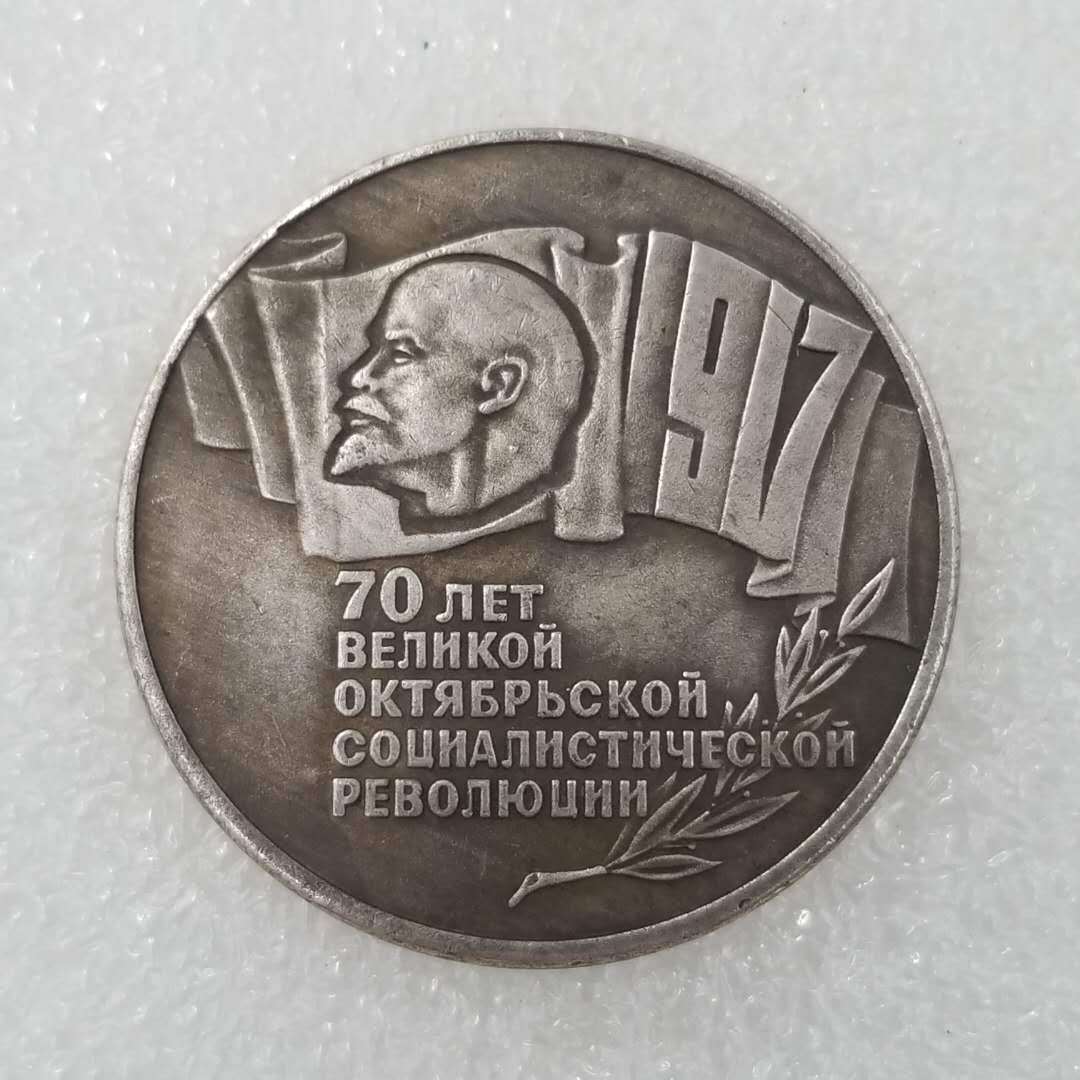 1917
70 ЛЕТ
ВЕЛИКОЙ
ОКТЯБРЬСКОЙ
СОЦИАЛИСТИЧЕСКОЙ
РЕВОЛЮЦИИ